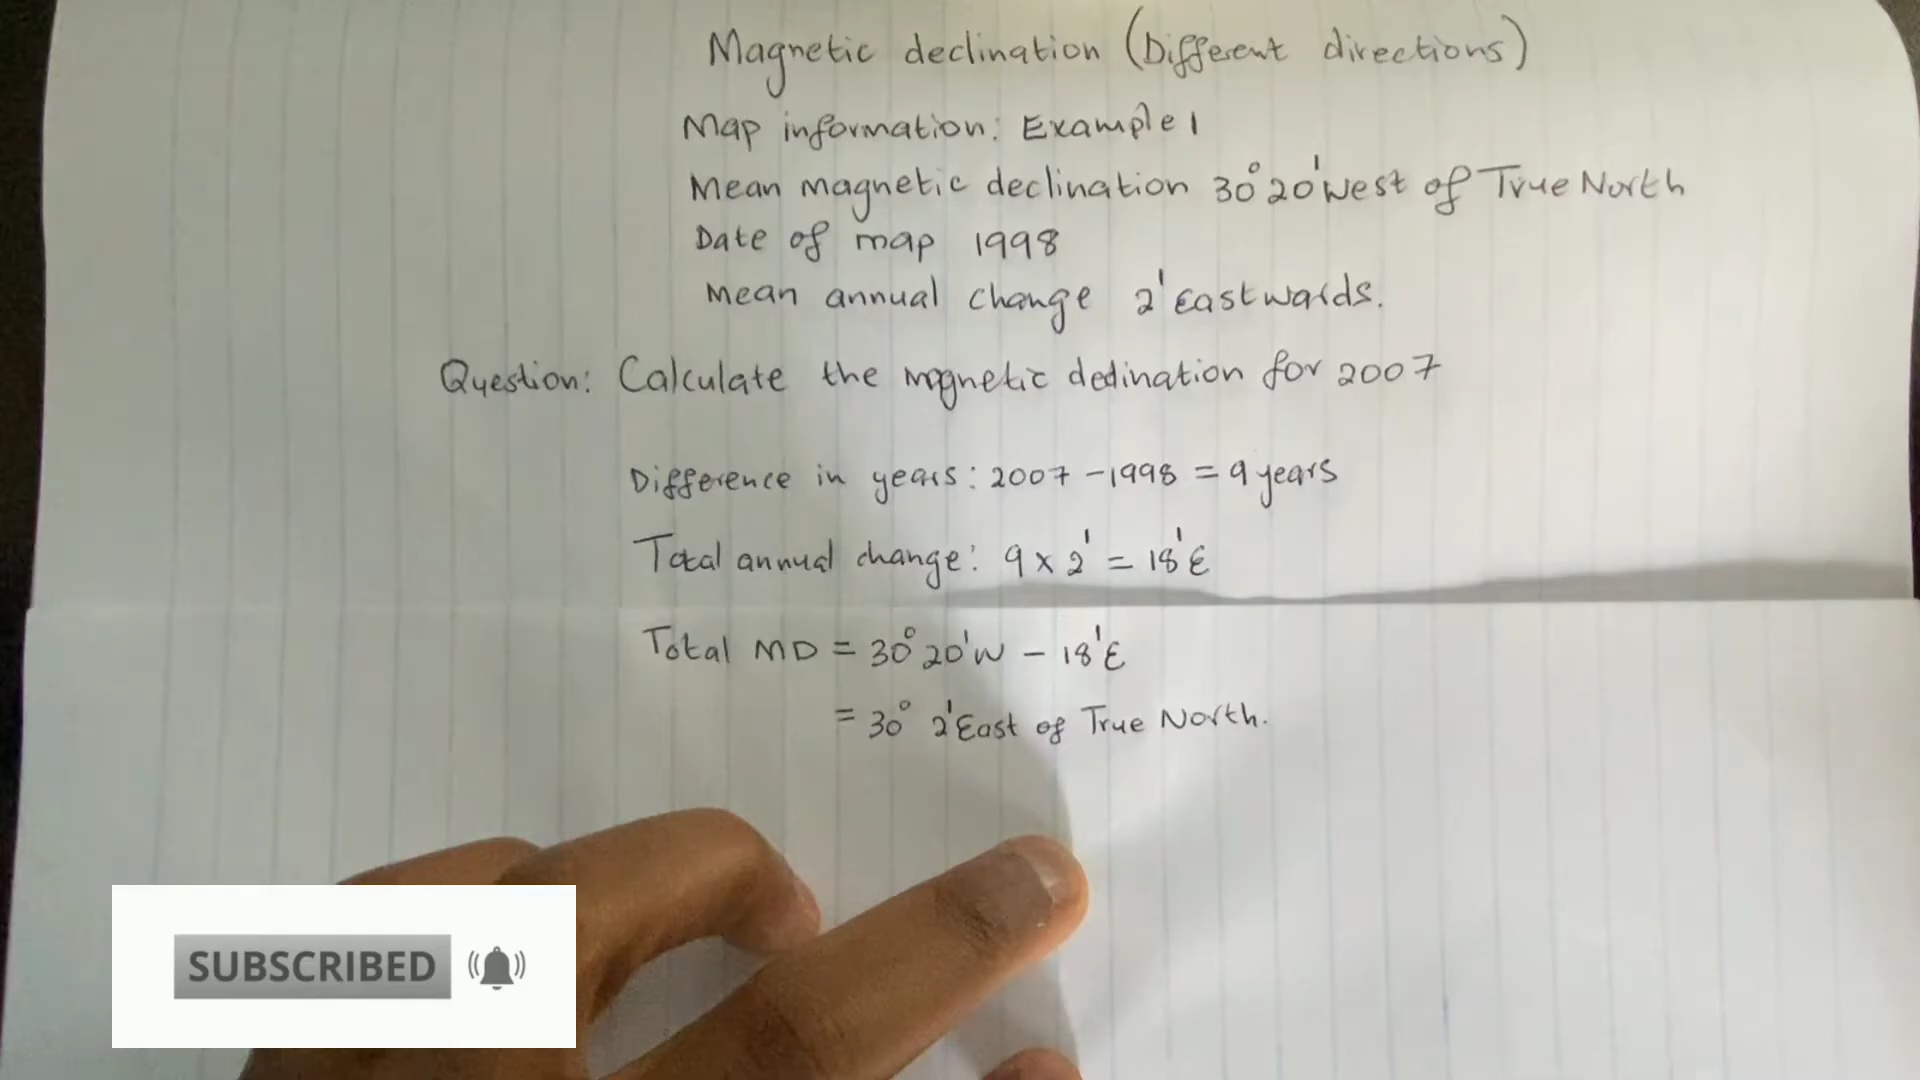 Magnetic declination (Different directions)
Map information: Example 1
Mean magnetic declination 30°20' West of True North
Date of map 1998
Mean annual change 2' Eastwards.
Question: Calculate the magnetic declination for 2007
Difference in years: 2007 - 1998 = 9 years
Total annual change: 9 x 2' = 18'E
Total MD = 30°20'W - 18'E
= 30° 2' East of True North.
SUBSCRIBED